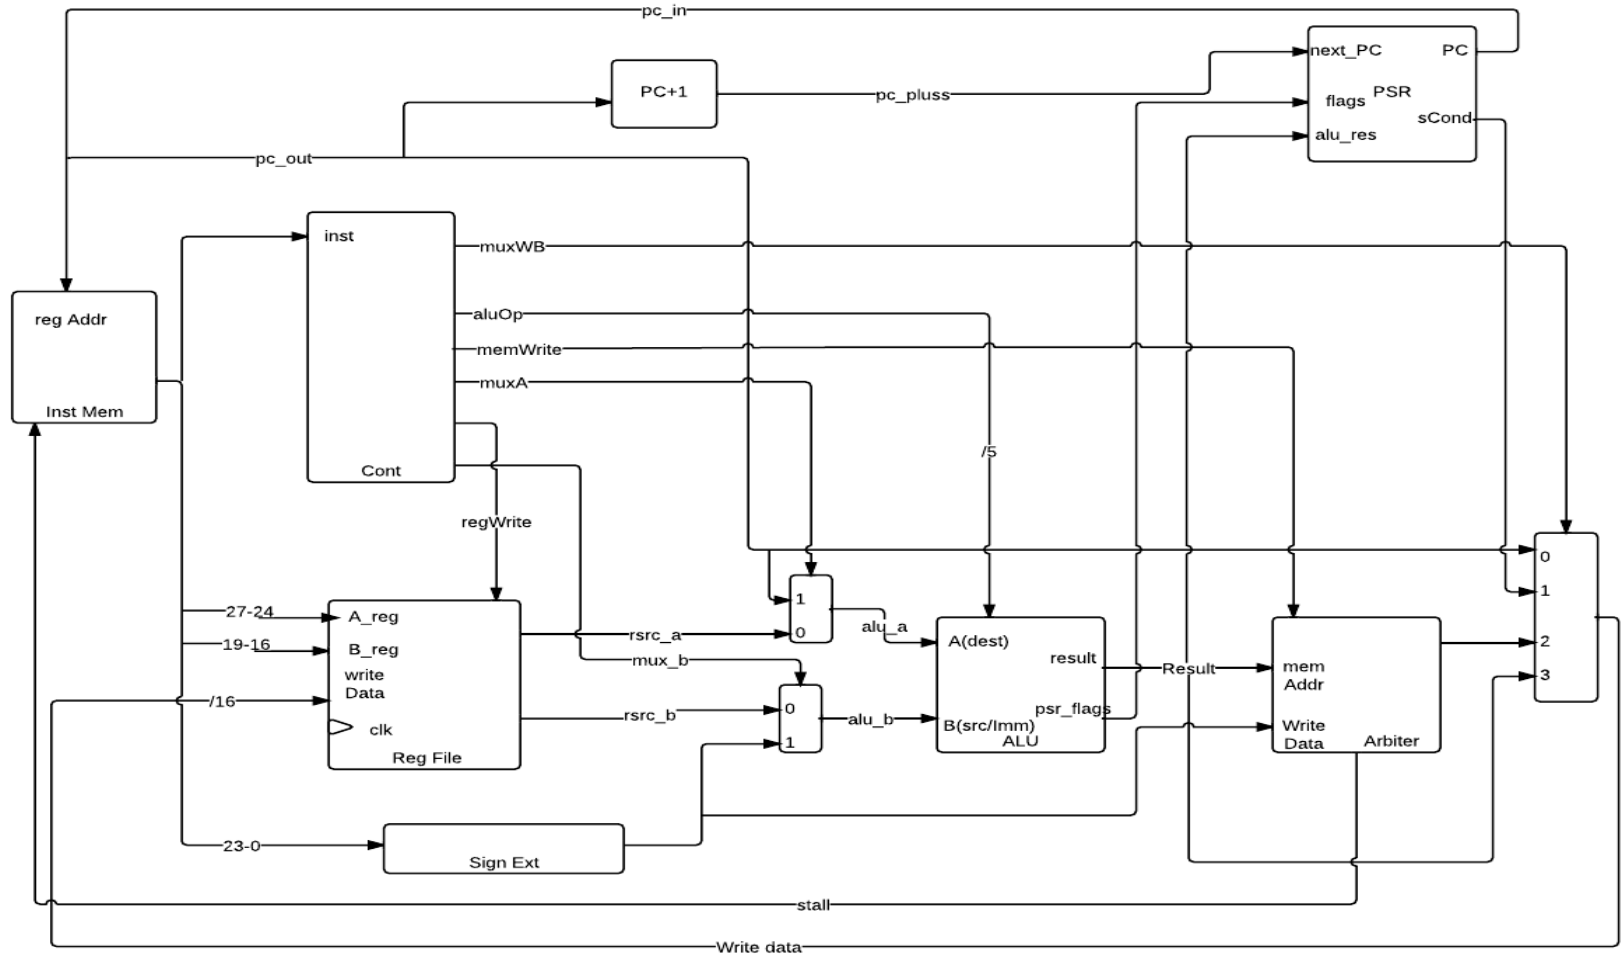 pc_in
next_PC
PC
PC+1
PSR
pc_pluss
flags
sCond
alu_res
pc_out
inst
muxWB
reg Addr
aluOp
memWrite
muxA
Inst Mem
/5
Cont
regWrite
0
1
27-24
A_reg
1
alu_a
rsrc_a
0
A(dest)
2
19-16
B_reg
mux_b
result
Result
mem
Addr
3
write
Data
/16
rsrc_b
0
alu_b
psr_flags
B(src/Imm)
Write
Data
clk
1
ALU
Arbiter
Reg File
23-0
Sign Ext
stall
Write data